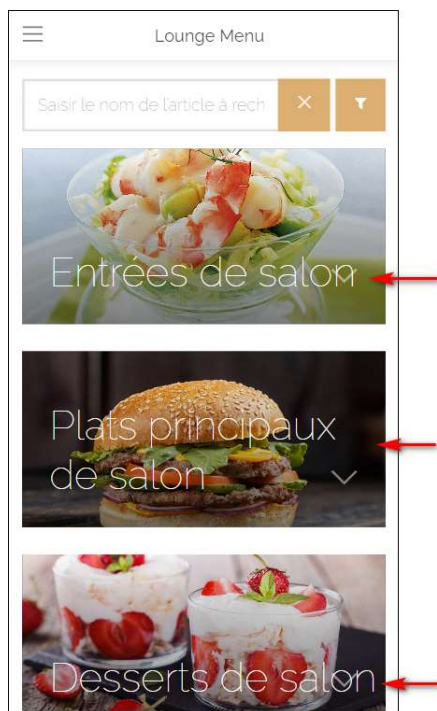 Lounge Menu
Saisir le nom de l'article à rech
Entrées de salon
Plats principaux
de salon
Desserts de salon